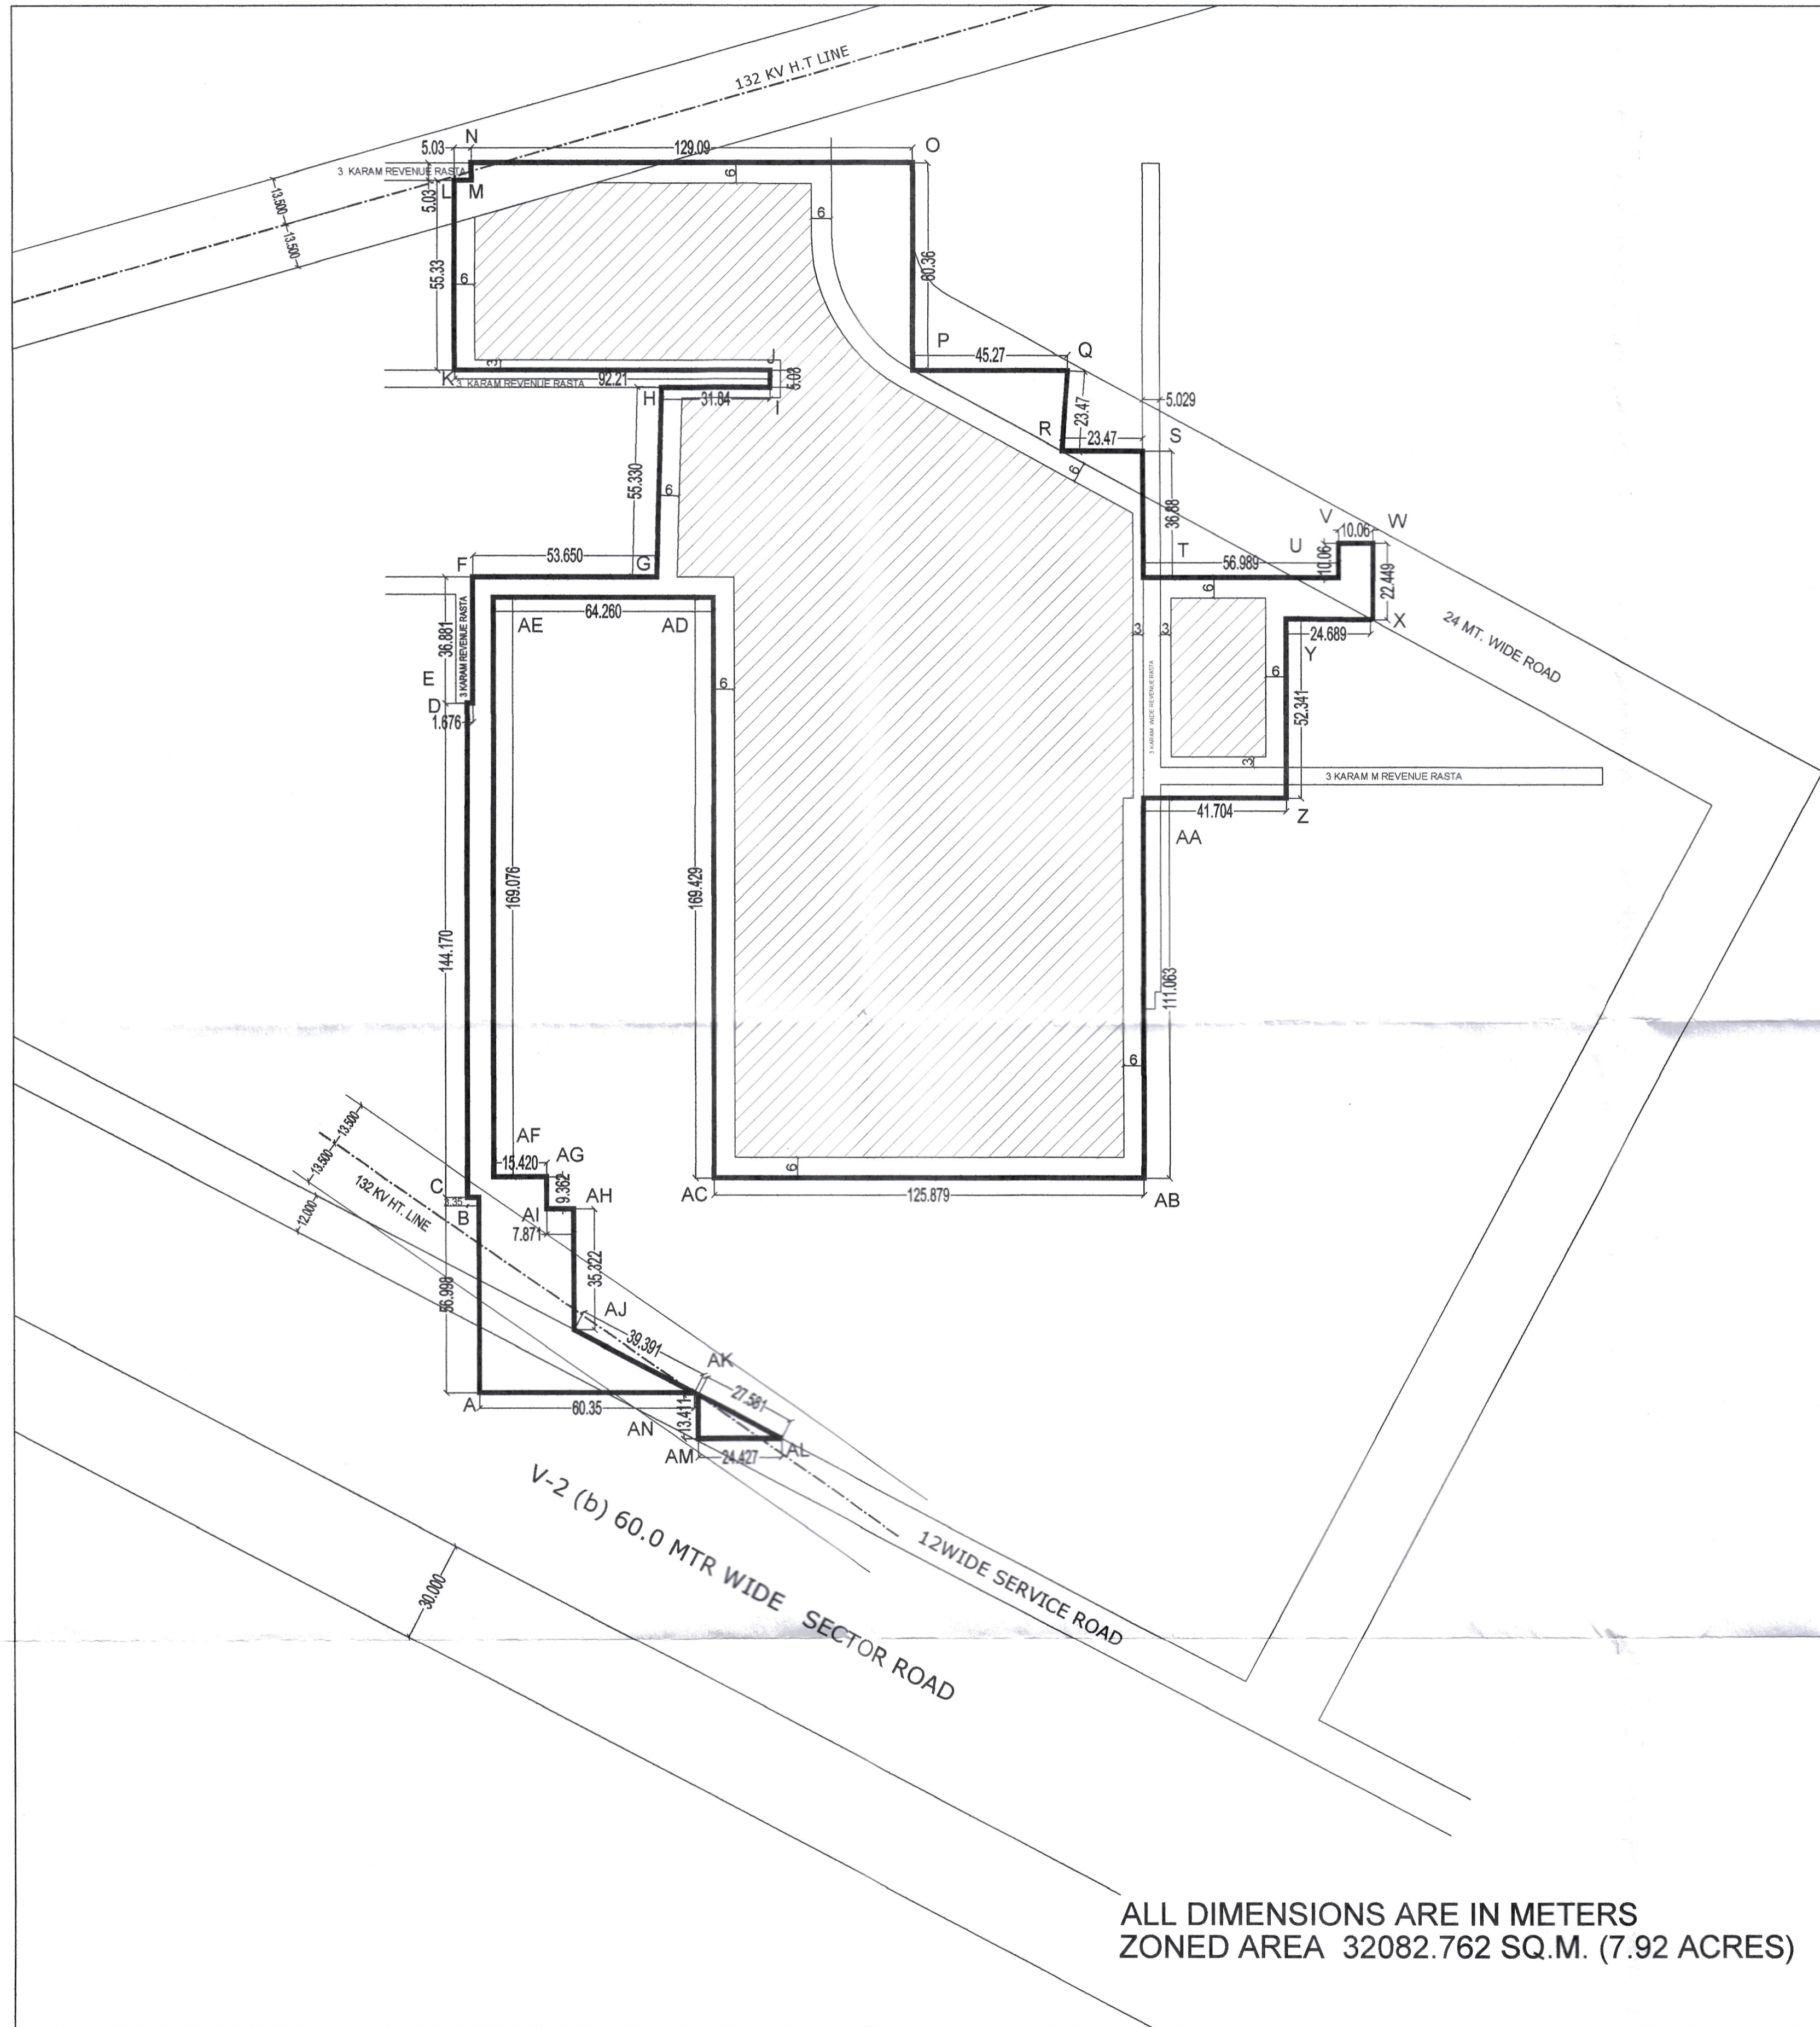 132 KV H.T LINE
N
O
5.03
129.09
3 KARAM REVENUE RASTA
L
M
5.03
13.500
13.500
6
6
60.36
55.33
6
P
Q
45.27
3
J
K
3 KARAM REVENUE RASTA
92.21
5.03
H
31.84
I
5.029
23.47
R
23.47
S
6
55.330
6
36.88
V
10.06
W
U
10.06
T
56.989
22.449
F
53.650
G
6
X
24.689
24 MT. WIDE ROAD
64.260
AE
AD
3 KARAM REVENUE RASTA
36.881
3
3
Y
E
D
1.676
6
6
52.341
3 KARAM WIDE REVENUE RASTA
3
3 KARAM M REVENUE RASTA
41.704
Z
AA
169.076
169.429
144.170
111.063
6
13.500
13.500
132 KV HT. LINE
12.000
AF
15.420
AG
9.362
6
C
3.35
B
AI
AH
7.871
AC
125.879
AB
35.322
56.998
AJ
39.391
AK
27.581
A
60.35
13.411
AN
AM
24.427
AL
V-2 (b) 60.0 MTR WIDE SECTOR ROAD
12WIDE SERVICE ROAD
30.000
ALL DIMENSIONS ARE IN METERS
ZONED AREA 32082.762 SQ.M. (7.92 ACRES)